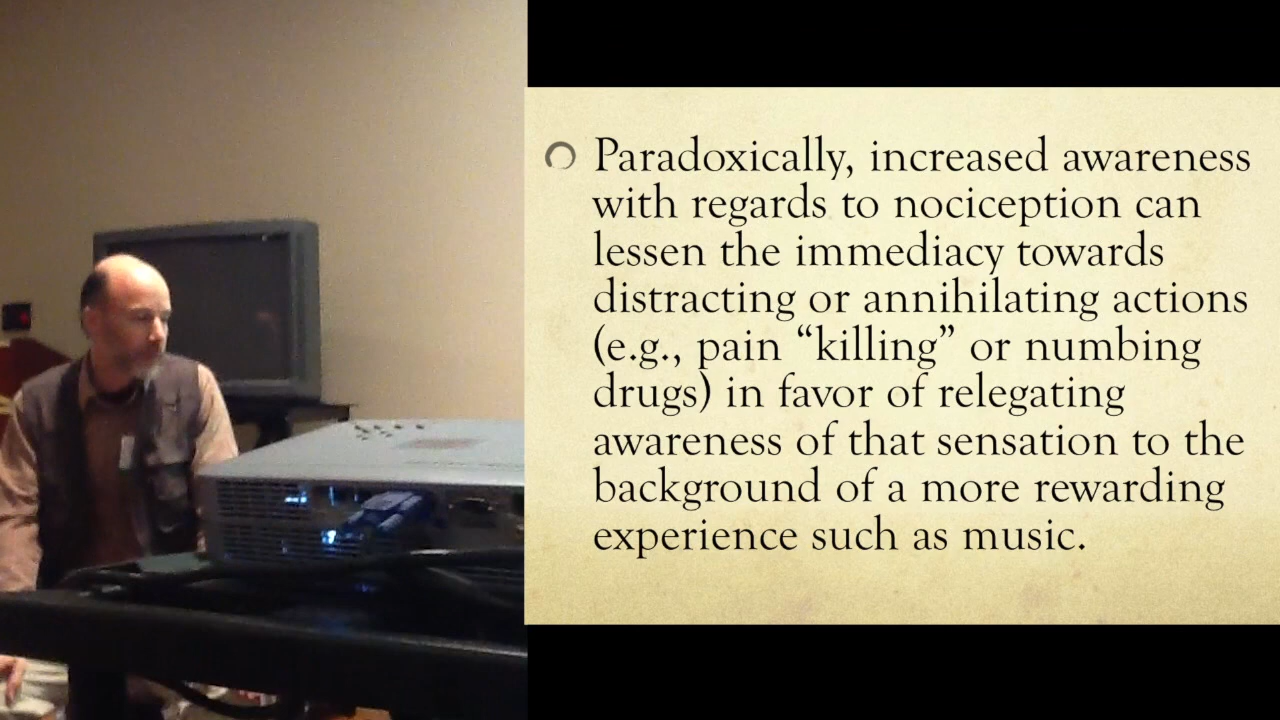 Paradoxically, increased awareness
with regards to nociception can
lessen the immediacy towards
distracting or annihilating actions
(e.g., pain “killing” or numbing
drugs) in favor of relegating
awareness of that sensation to the
background of a more rewarding
experience such as music.